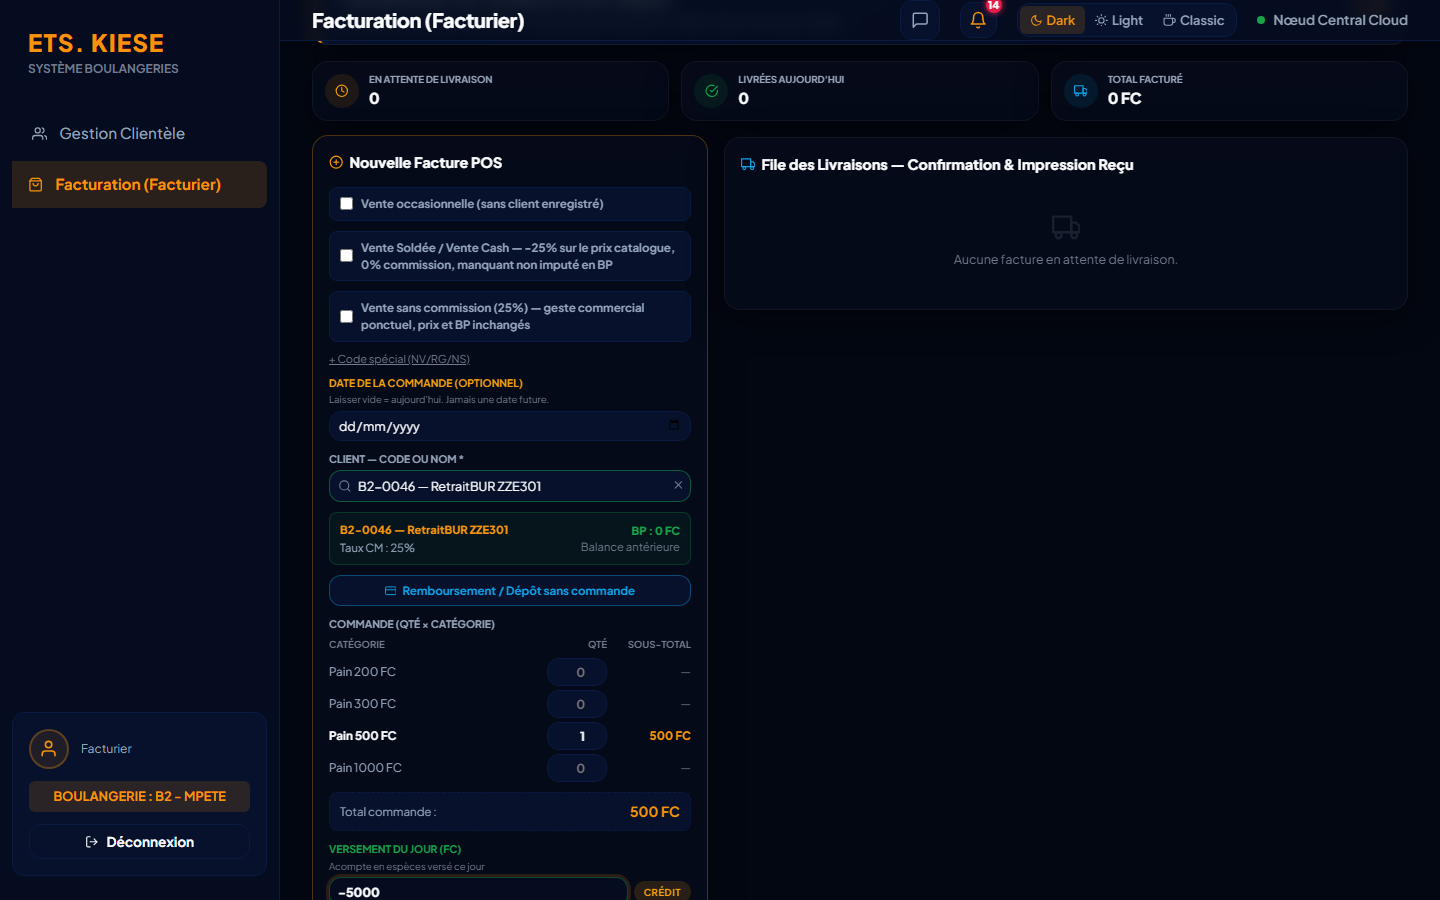 ETS. KIESE
SYSTÈME BOULANGERIES
Gestion Clientèle
Facturation (Facturier)
Facturier
BOULANGERIE : B2 - MPETE
Déconnexion
Facturation (Facturier)
14
Dark
Light
Classic
Nœud Central Cloud
EN ATTENTE DE LIVRAISON
0
LIVRÉES AUJOURD'HUI
0
TOTAL FACTURÉ
0 FC
Nouvelle Facture POS
Vente occasionnelle (sans client enregistré)
Vente Soldée / Vente Cash — -25% sur le prix catalogue,
0% commission, manquant non imputé en BP
Vente sans commission (25%) — geste commercial
ponctuel, prix et BP inchangés
+ Code spécial (NV/RG/NS)
DATE DE LA COMMANDE (OPTIONNEL)
Laisser vide = aujourd'hui. Jamais une date future.
dd/mm/yyyy
CLIENT — CODE OU NOM *
B2-0046 — RetraitBUR ZZE301
B2-0046 — RetraitBUR ZZE301
BP : 0 FC
Taux CM : 25%
Balance antérieure
Remboursement / Dépôt sans commande
COMMANDE (QTÉ × CATÉGORIE)
CATÉGORIE QTÉ SOUS-TOTAL
Pain 200 FC 0 —
Pain 300 FC 0 —
Pain 500 FC 1 500 FC
Pain 1000 FC 0 —
Total commande : 500 FC
VERSEMENT DU JOUR (FC)
Acompte en espèces versé ce jour
-5000
CRÉDIT
File des Livraisons — Confirmation & Impression Reçu
Aucune facture en attente de livraison.